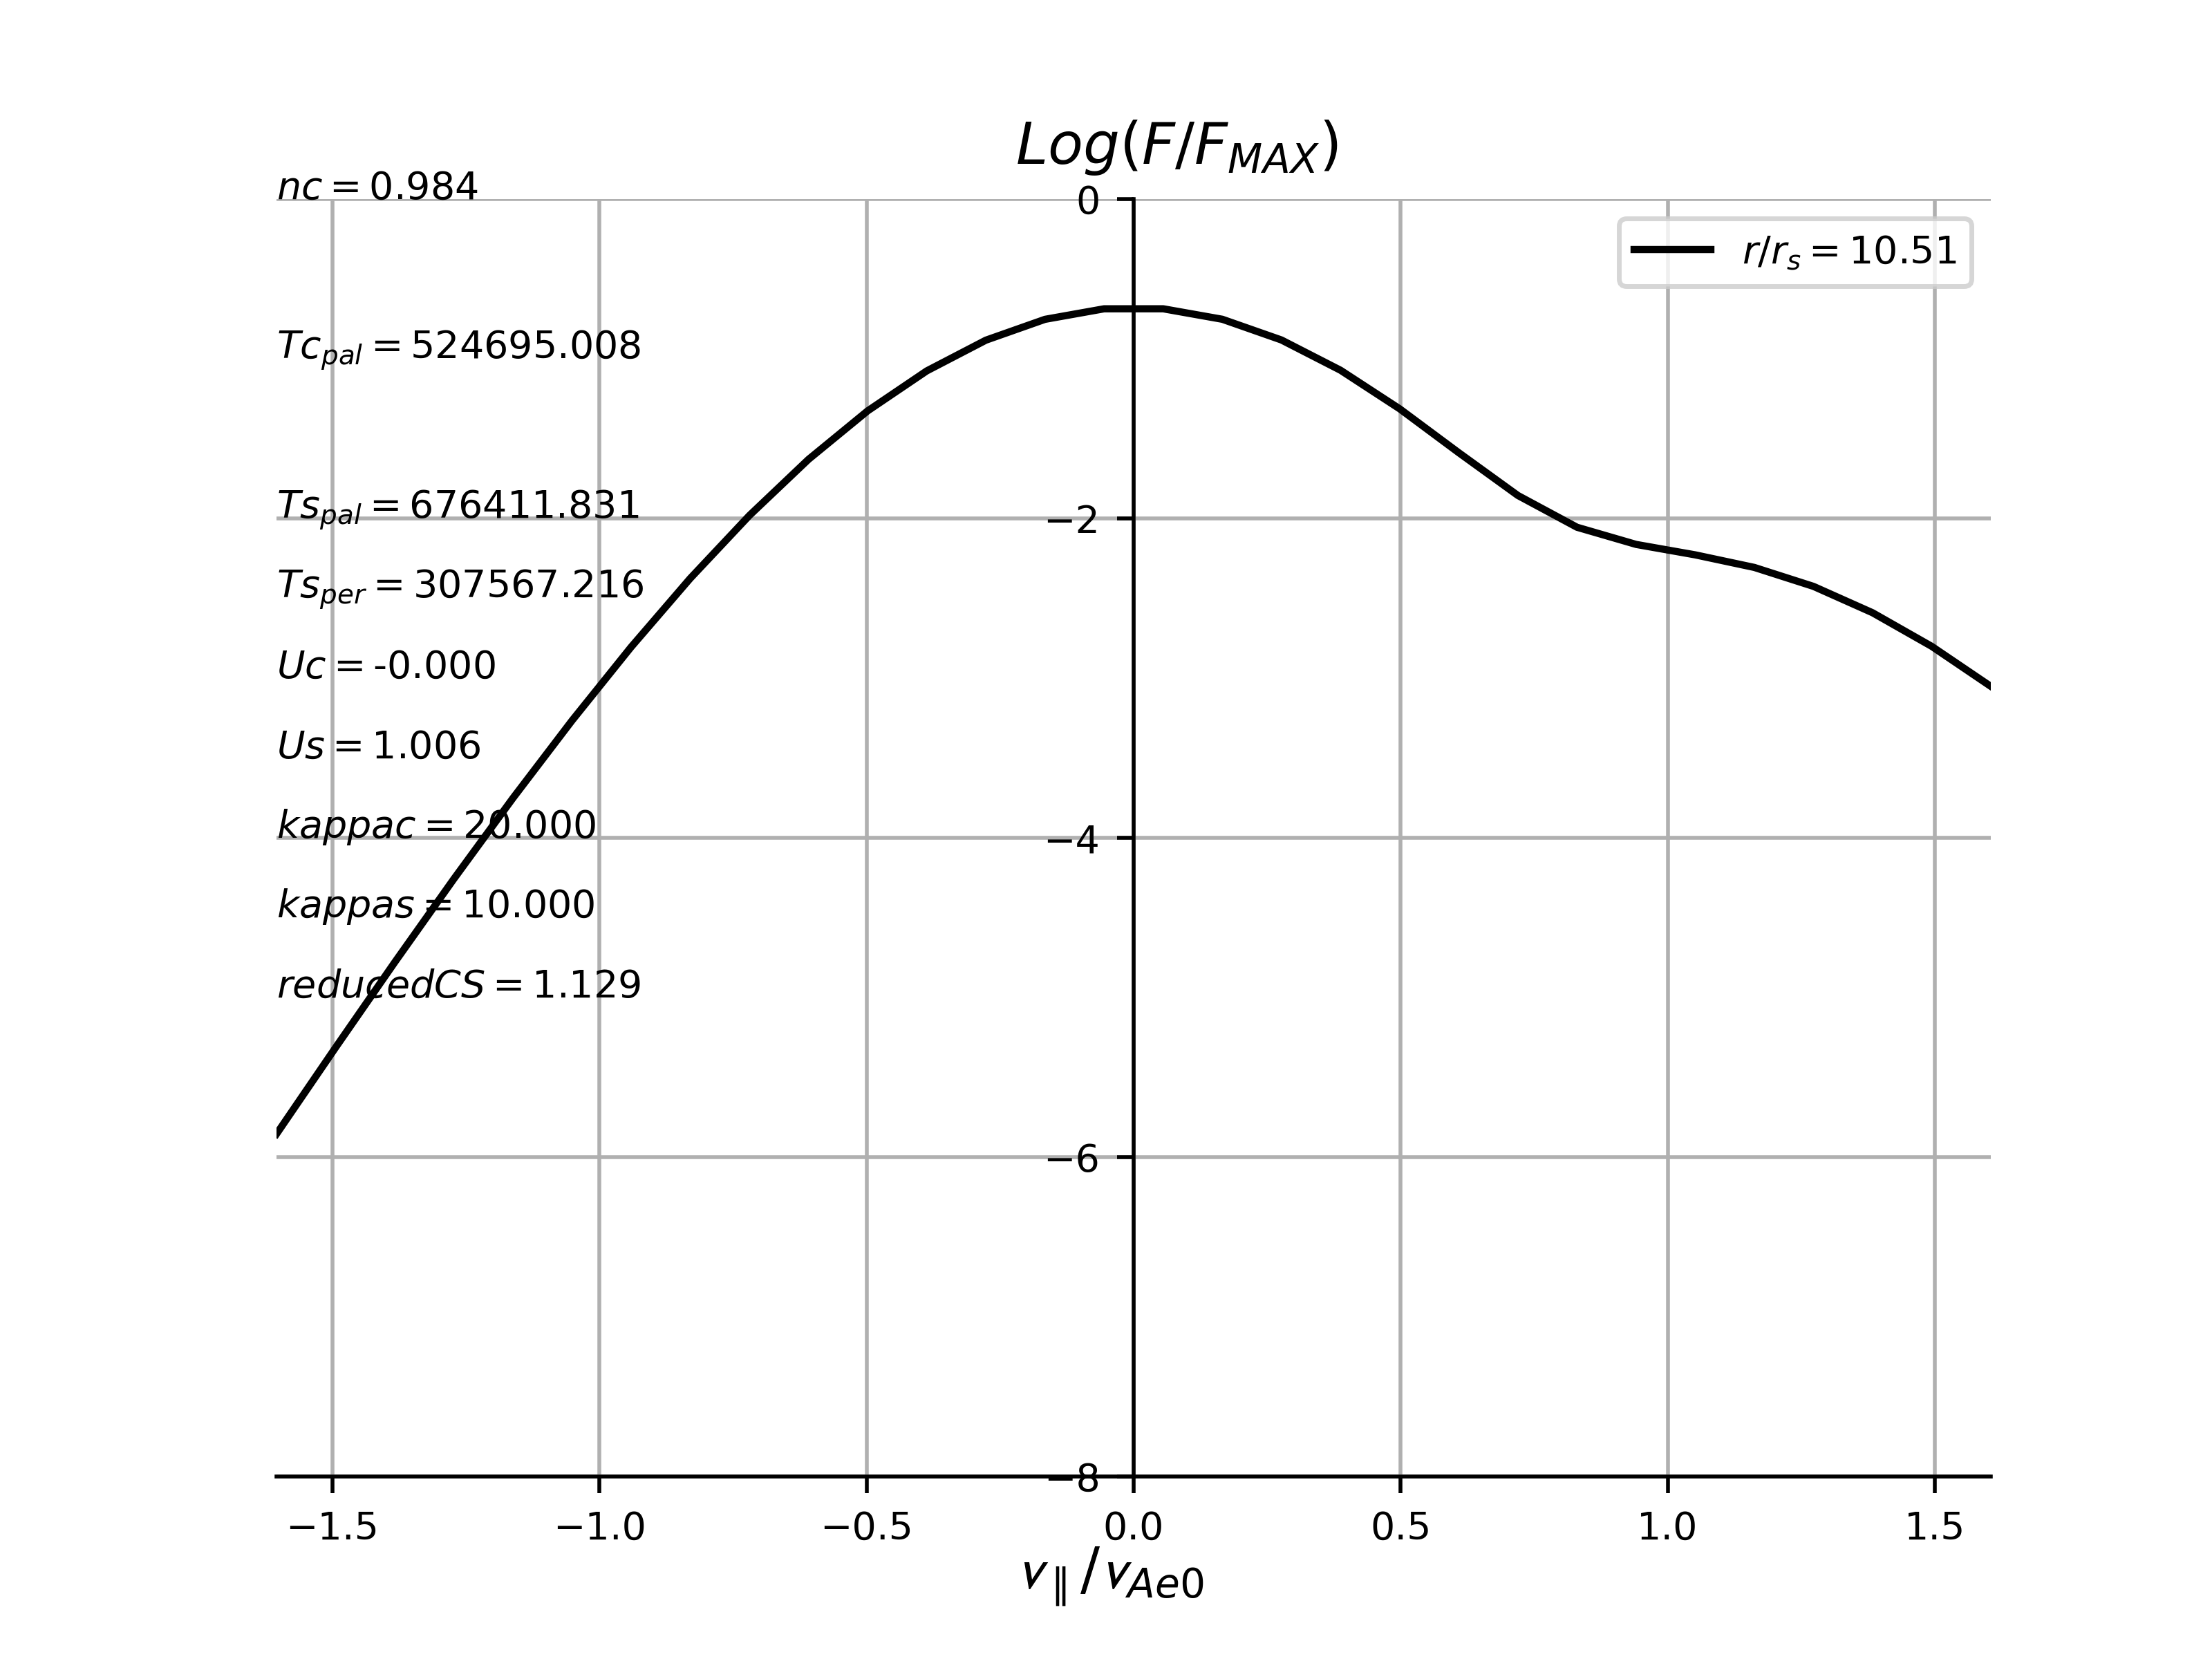 Log(F/F_MAX)
nc = 0.984
0
r/r_s = 10.51
Tc_pal = 524695.008
Ts_pal = 676411.831
−2
Ts_per = 307567.216
Uc = -0.000
Us = 1.006
kappac = 20.000
−4
kappas = 10.000
reducedCS = 1.129
−6
−8
−1.5 −1.0 −0.5 0.0 0.5 1.0 1.5
v_∥/v_Ae0